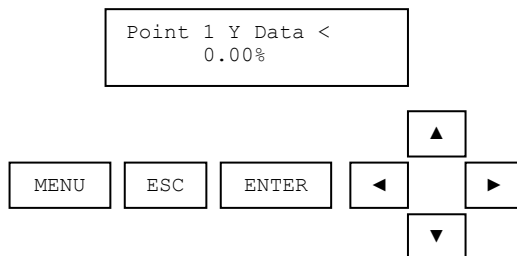 Point 1 Y Data <
0.00%
▲
MENU ESC ENTER ◄ ►
▼